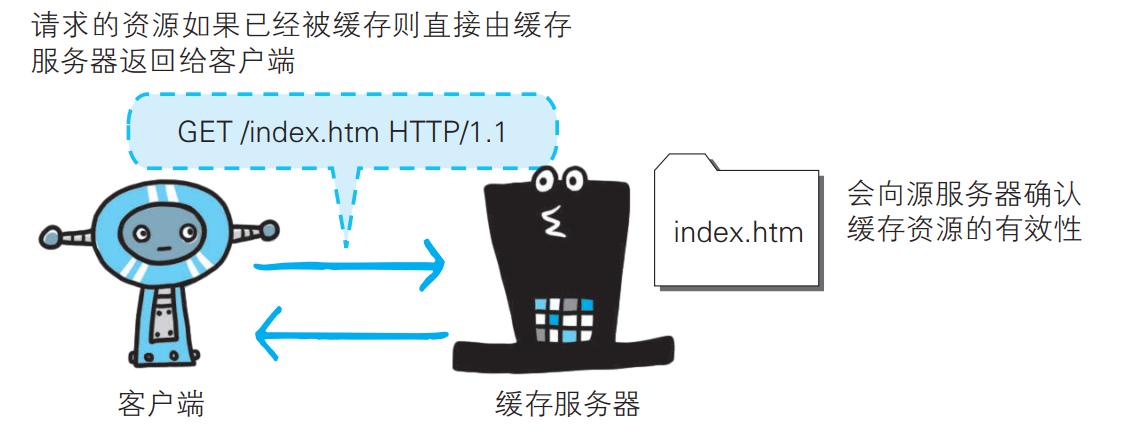 请求的资源如果已经被缓存则直接由缓存
服务器返回给客户端
GET /index.htm HTTP/1.1
index.htm
会向源服务器确认
缓存资源的有效性
客户端
缓存服务器